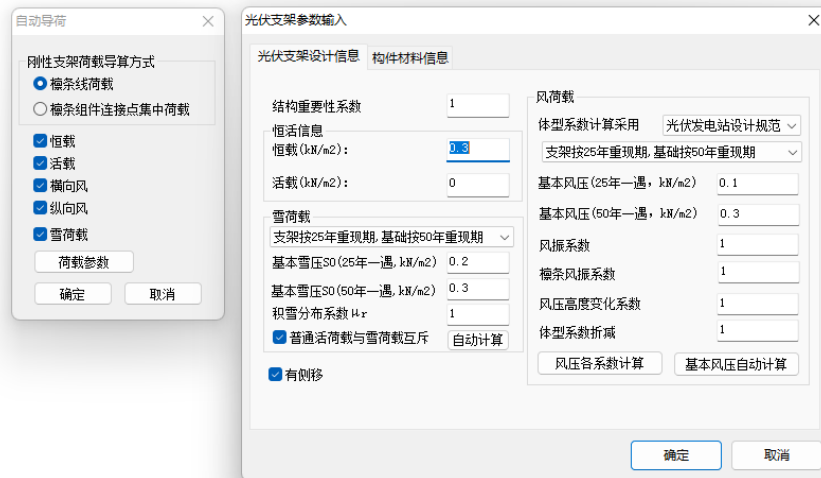 自动导荷
刚性支架荷载导算方式
檩条线荷载
檩条组件连接点集中荷载
恒载
活载
横向风
纵向风
雪荷载
荷载参数
确定 取消
光伏支架参数输入
光伏支架设计信息 构件材料信息
结构重要性系数 1
恒活信息
恒载(kN/m2): 0.3
活载(kN/m2): 0
雪荷载
支架按25年重现期,基础按50年重现期
基本雪压S0(25年一遇,kN/m2) 0.2
基本雪压S0(50年一遇,kN/m2) 0.3
积雪分布系数μr 1
普通活荷载与雪荷载互斥 自动计算
有侧移
风荷载
体型系数计算采用 光伏发电站设计规范
支架按25年重现期,基础按50年重现期
基本风压(25年一遇，kN/m2) 0.1
基本风压(50年一遇，kN/m2) 0.3
风振系数 1
檩条风振系数 1
风压高度变化系数 1
体型系数折减 1
风压各系数计算 基本风压自动计算
确定 取消